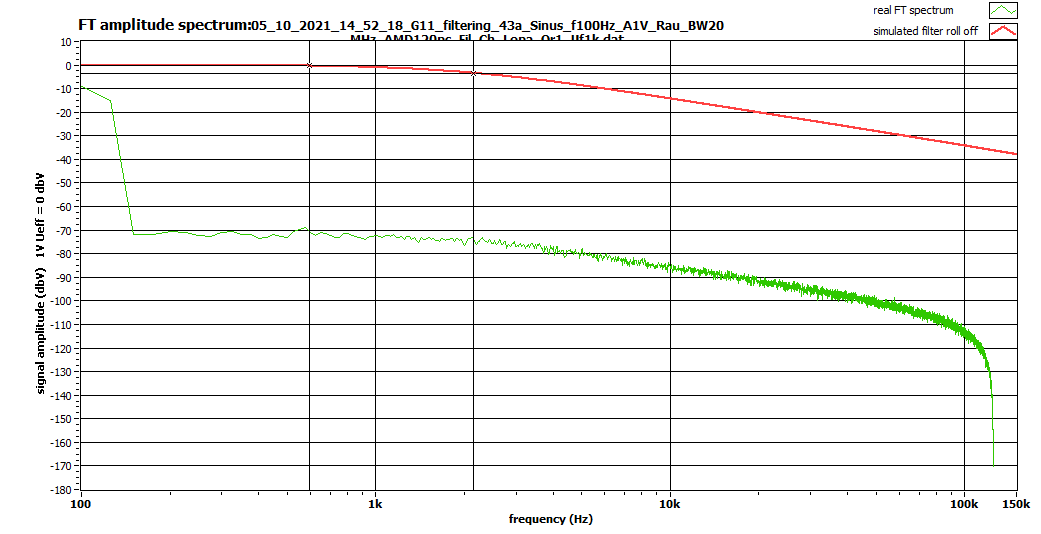 FT amplitude spectrum:05_10_2021_14_52_18_G11_filtering_43a_Sinus_f100Hz_A1V_Rau_BW20
real FT spectrum
simulated filter roll off
10
0
-10
-20
-30
-40
-50
-60
-70
-80
-90
-100
-110
-120
-130
-140
-150
-160
-170
-180
signal amplitude (dbV) 1V Ueff = 0 dbV
100
1k
10k
100k
150k
frequency (Hz)